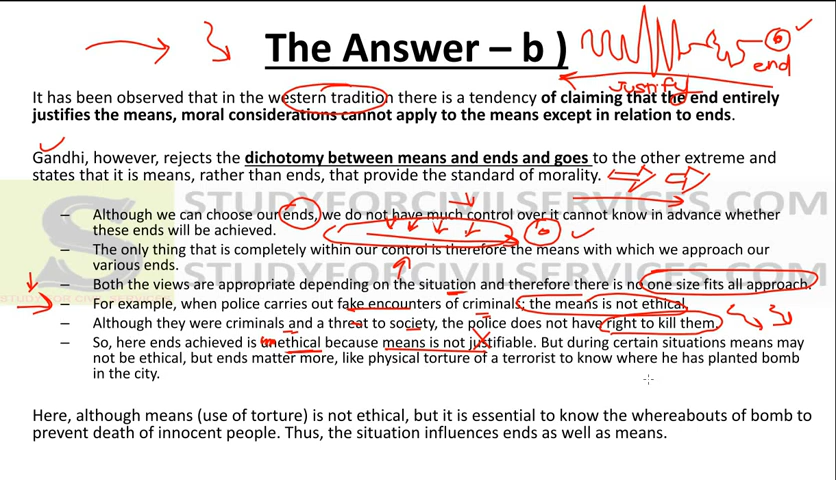 The Answer – b )
end
justify
It has been observed that in the western tradition there is a tendency of claiming that the end entirely
justifies the means, moral considerations cannot apply to the means except in relation to ends.
Gandhi, however, rejects the dichotomy between means and ends and goes to the other extreme and
states that it is means, rather than ends, that provide the standard of morality.
STUDYFORCIVILSERVICES.COM
– Although we can choose our ends, we do not have much control over it cannot know in advance whether
these ends will be achieved.
– The only thing that is completely within our control is therefore the means with which we approach our
various ends.
STUDYFORCIVILSERVICES.COM
– Both the views are appropriate depending on the situation and therefore there is no one size fits all approach.
– For example, when police carries out fake encounters of criminals; the means is not ethical.
– Although they were criminals and a threat to society, the police does not have right to kill them.
– So, here ends achieved is unethical because means is not justifiable. But during certain situations means may
not be ethical, but ends matter more, like physical torture of a terrorist to know where he has planted bomb
in the city.
Here, although means (use of torture) is not ethical, but it is essential to know the whereabouts of bomb to
prevent death of innocent people. Thus, the situation influences ends as well as means.